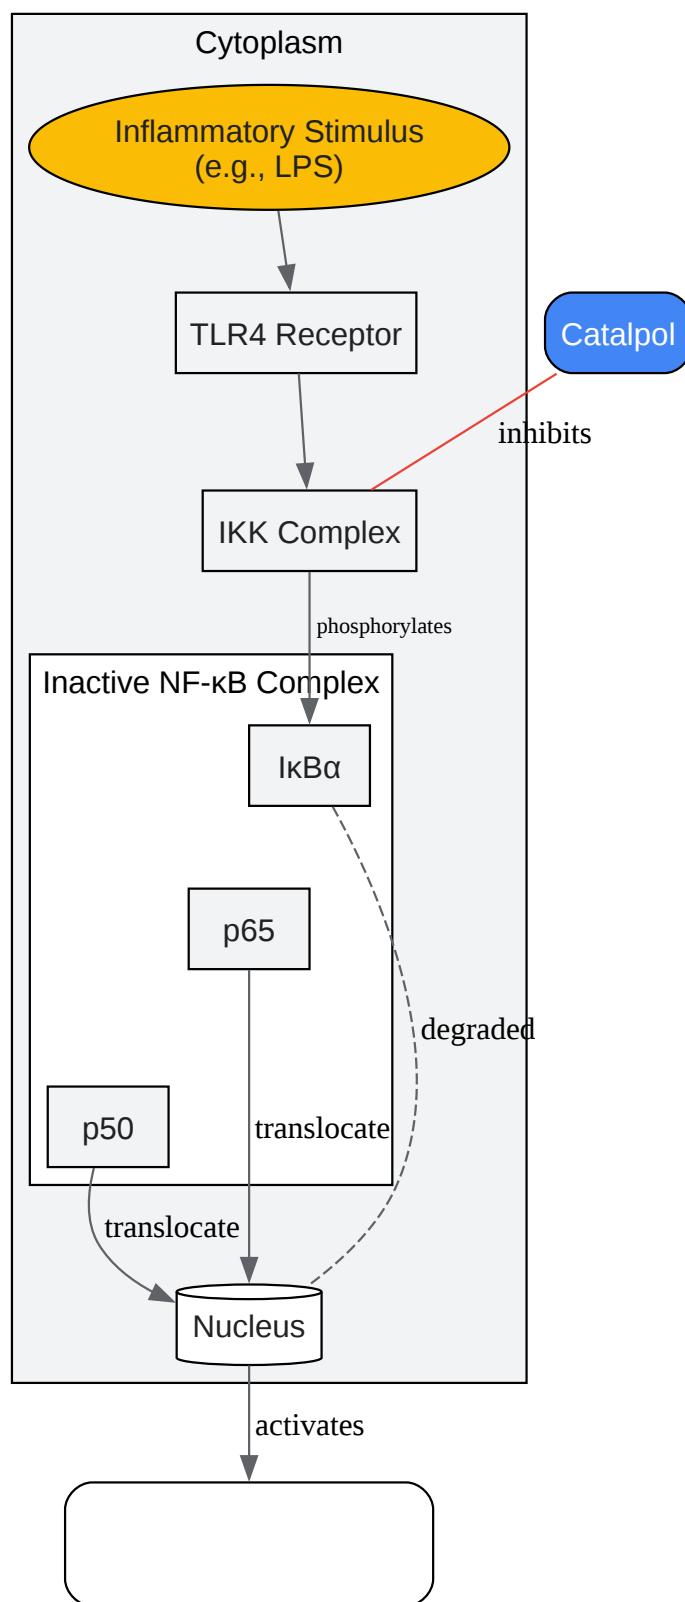 Cytoplasm
Inflammatory Stimulus
(e.g., LPS)
TLR4 Receptor
Catalpol
inhibits
IKK Complex
phosphorylates
Inactive NF-κB Complex
IκBα
p65
degraded
p50
translocate
translocate
Nucleus
activates